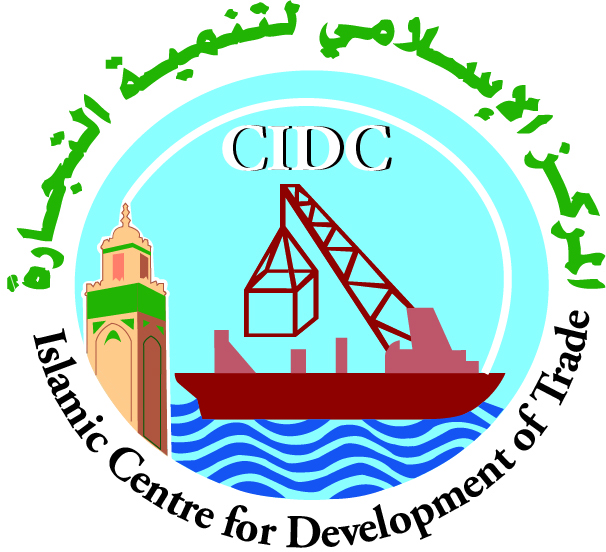 المركز الإسلامي لتنمية التجارة
CIDC
Islamic Centre for Development of Trade